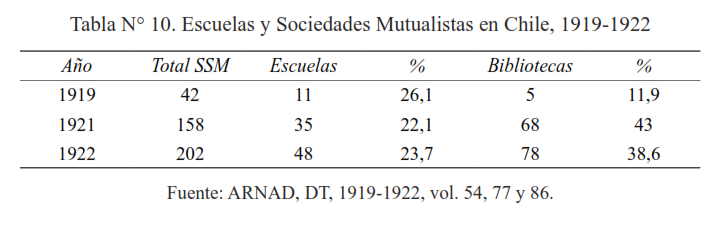 Tabla N° 10. Escuelas y Sociedades Mutualistas en Chile, 1919-1922
Año Total SSM Escuelas % Bibliotecas %
1919 42 11 26,1 5 11,9
1921 158 35 22,1 68 43
1922 202 48 23,7 78 38,6
Fuente: ARNAD, DT, 1919-1922, vol. 54, 77 y 86.